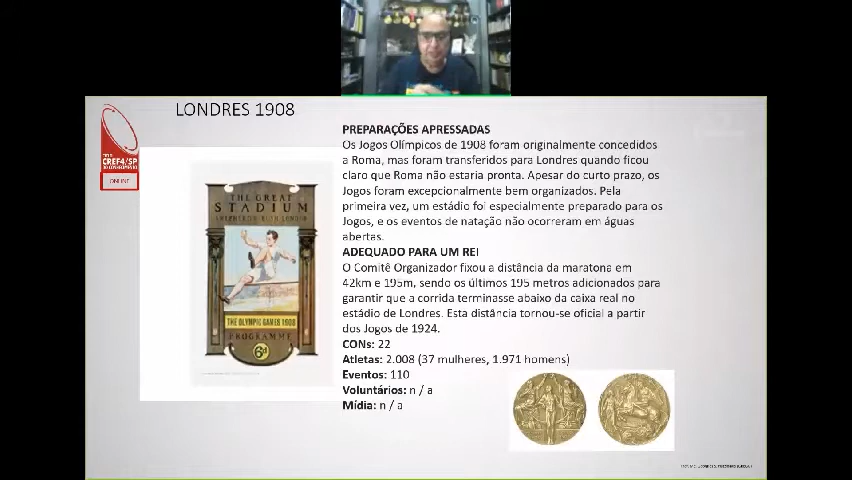 LONDRES 1908
CREF4/SP
DO CONHECIMENTO
ONLINE
THE GREAT
STADIUM
SHEPHERD'S BUSH LONDON
THE OLYMPIC GAMES 1908
PROGRAMME
6d
PREPARAÇÕES APRESSADAS
Os Jogos Olímpicos de 1908 foram originalmente concedidos
a Roma, mas foram transferidos para Londres quando ficou
claro que Roma não estaria pronta. Apesar do curto prazo, os
Jogos foram excepcionalmente bem organizados. Pela
primeira vez, um estádio foi especialmente preparado para os
Jogos, e os eventos de natação não ocorreram em águas
abertas.
ADEQUADO PARA UM REI
O Comitê Organizador fixou a distância da maratona em
42km e 195m, sendo os últimos 195 metros adicionados para
garantir que a corrida terminasse abaixo da caixa real no
estádio de Londres. Esta distância tornou-se oficial a partir
dos Jogos de 1924.
CONs: 22
Atletas: 2.008 (37 mulheres, 1.971 homens)
Eventos: 110
Voluntários: n / a
Mídia: n / a